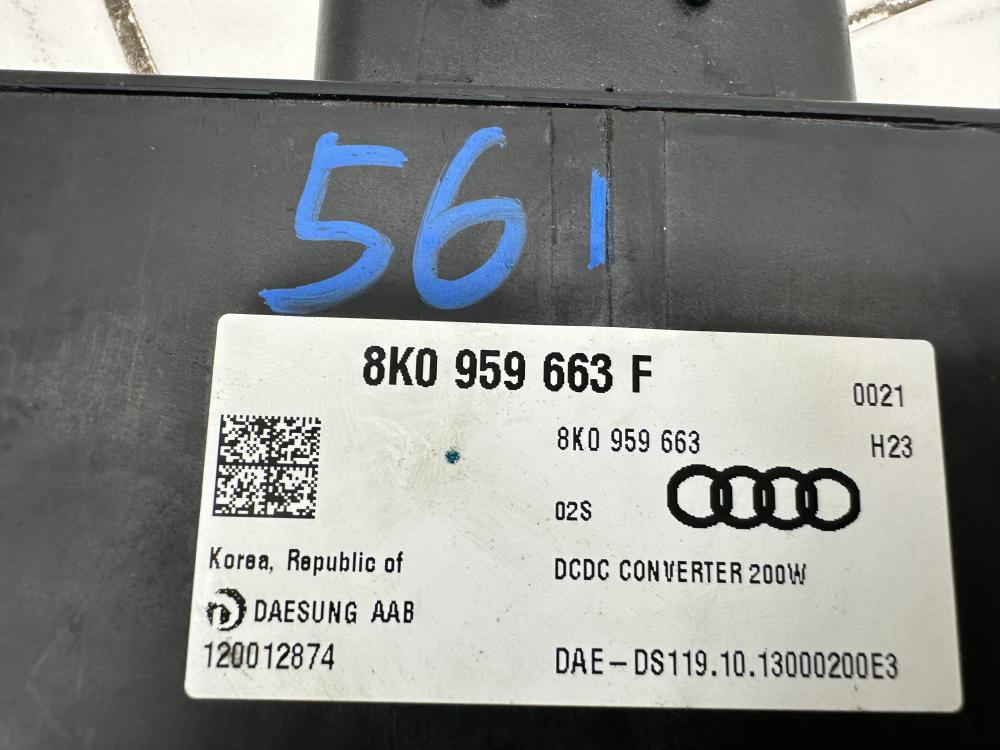 561
8K0 959 663 F
0021
8K0 959 663
H23
02S
Korea, Republic of
DCDC CONVERTER 200W
DAESUNG AAB
120012874
DAE-DS119.10.13000200E3